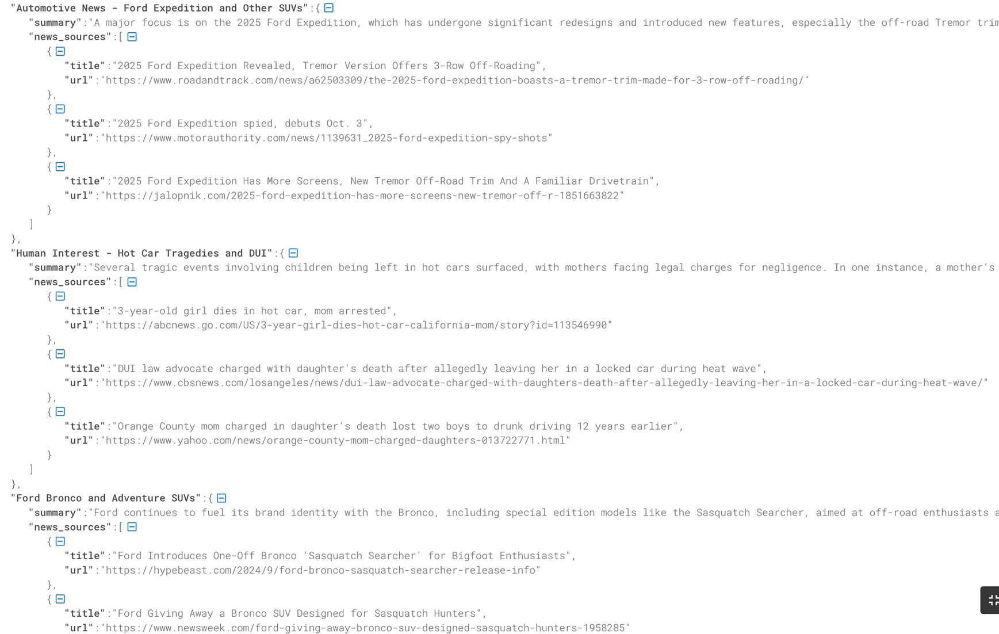 "Automotive News - Ford Expedition and Other SUVs":{
"summary":"A major focus is on the 2025 Ford Expedition, which has undergone significant redesigns and introduced new features, especially the off-road Tremor trim
"news_sources":[
{
"title":"2025 Ford Expedition Revealed, Tremor Version Offers 3-Row Off-Roading",
"url":"https://www.roadandtrack.com/news/a62503309/the-2025-ford-expedition-boasts-a-tremor-trim-made-for-3-row-off-roading/"
},
{
"title":"2025 Ford Expedition spied, debuts Oct. 3",
"url":"https://www.motorauthority.com/news/1139631_2025-ford-expedition-spy-shots"
},
{
"title":"2025 Ford Expedition Has More Screens, New Tremor Off-Road Trim And A Familiar Drivetrain",
"url":"https://jalopnik.com/2025-ford-expedition-has-more-screens-new-tremor-off-r-1851663822"
}
]
},
"Human Interest - Hot Car Tragedies and DUI":{
"summary":"Several tragic events involving children being left in hot cars surfaced, with mothers facing legal charges for negligence. In one instance, a mother's
"news_sources":[
{
"title":"3-year-old girl dies in hot car, mom arrested",
"url":"https://abcnews.go.com/US/3-year-girl-dies-hot-car-california-mom/story?id=113546990"
},
{
"title":"DUI law advocate charged with daughter's death after allegedly leaving her in a locked car during heat wave",
"url":"https://www.cbsnews.com/losangeles/news/dui-law-advocate-charged-with-daughters-death-after-allegedly-leaving-her-in-a-locked-car-during-heat-wave/"
},
{
"title":"Orange County mom charged in daughter's death lost two boys to drunk driving 12 years earlier",
"url":"https://www.yahoo.com/news/orange-county-mom-charged-daughters-013722771.html"
}
]
},
"Ford Bronco and Adventure SUVs":{
"summary":"Ford continues to fuel its brand identity with the Bronco, including special edition models like the Sasquatch Searcher, aimed at off-road enthusiasts a
"news_sources":[
{
"title":"Ford Introduces One-Off Bronco 'Sasquatch Searcher' for Bigfoot Enthusiasts",
"url":"https://hypebeast.com/2024/9/ford-bronco-sasquatch-searcher-release-info"
},
{
"title":"Ford Giving Away a Bronco SUV Designed for Sasquatch Hunters",
"url":"https://www.newsweek.com/ford-giving-away-bronco-suv-designed-sasquatch-hunters-1958285"